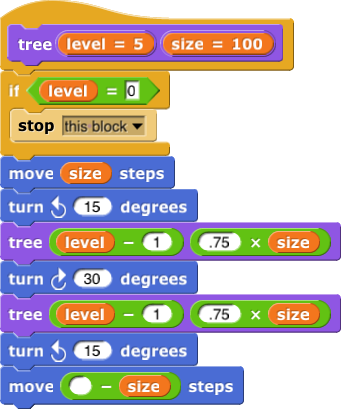 tree level = 5 size = 100
if level = 0
stop this block
move size steps
turn 15 degrees
tree level − 1 .75 × size
turn 30 degrees
tree level − 1 .75 × size
turn 15 degrees
move − size steps